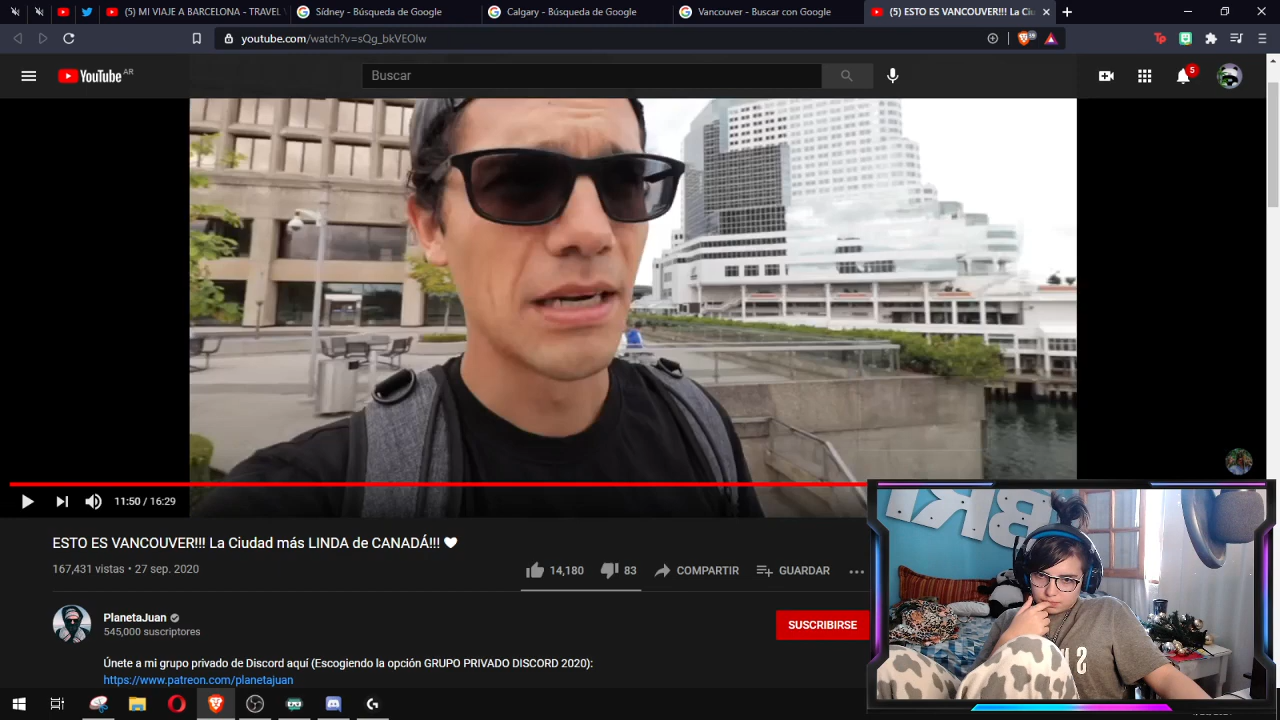 (5) MI VIAJE A BARCELONA - TRAVEL
Sídney - Búsqueda de Google
Calgary - Búsqueda de Google
Vancouver - Buscar con Google
(5) ESTO ES VANCOUVER!!! La Ciu
youtube.com/watch?v=sQg_bkVEOlw
YouTube AR
Buscar
5
11:50 / 16:29
ESTO ES VANCOUVER!!! La Ciudad más LINDA de CANADÁ!!!
167,431 vistas • 27 sep. 2020
14,180
83
COMPARTIR
GUARDAR
PlanetaJuan
545,000 suscriptores
SUSCRIBIRSE
Únete a mi grupo privado de Discord aquí (Escogiendo la opción GRUPO PRIVADO DISCORD 2020):
https://www.patreon.com/planetajuan